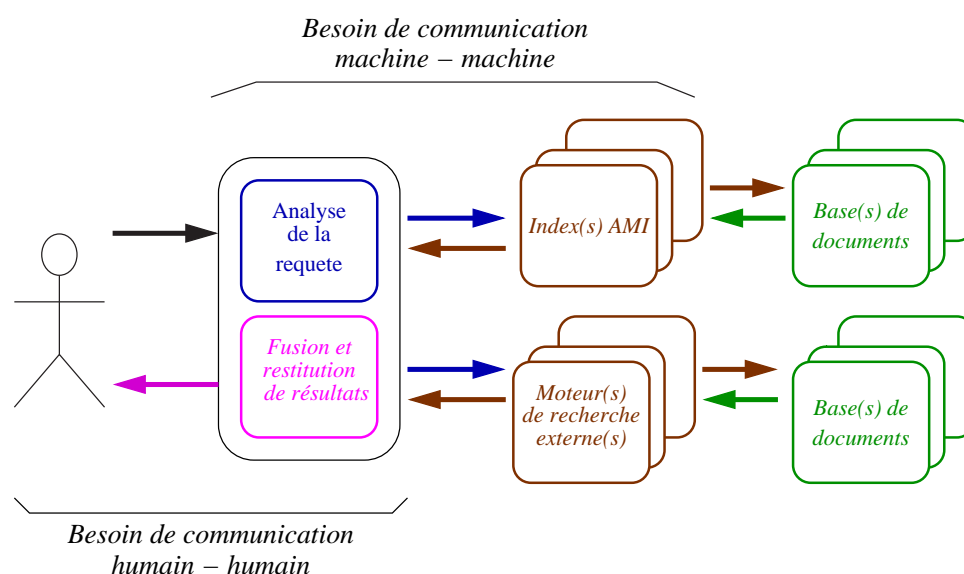 Besoin de communication
machine – machine
Analyse
de la
requete
Index(s) AMI
Base(s) de
documents
Fusion et
restitution
de résultats
Moteur(s)
de recherche
externe(s)
Base(s) de
documents
Besoin de communication
humain – humain